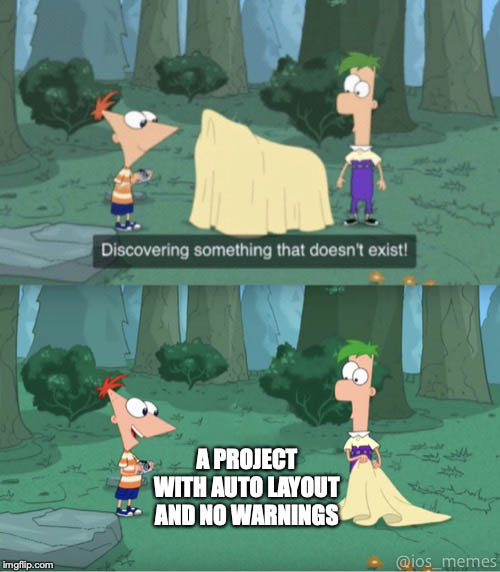 Discovering something that doesn't exist!
A PROJECT
WITH AUTO LAYOUT
AND NO WARNINGS
imgflip.com
@ios_memes